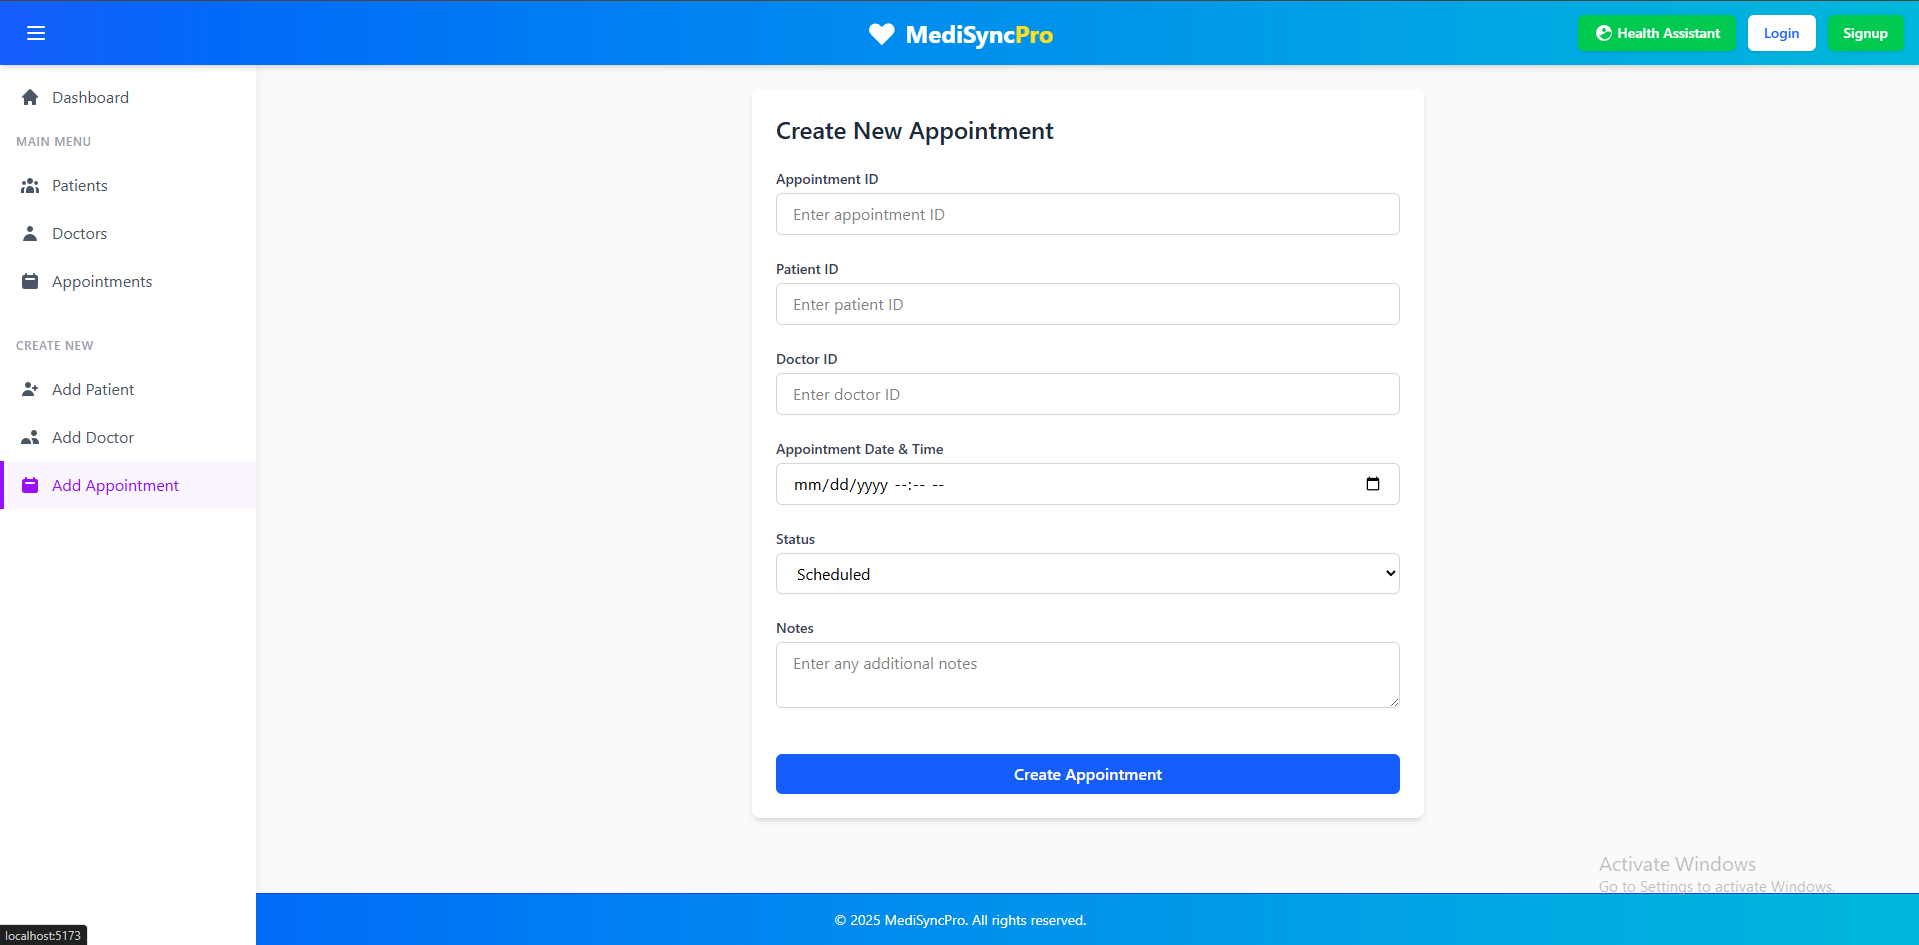 MediSyncPro
Health Assistant
Login
Signup
Dashboard
MAIN MENU
Patients
Doctors
Appointments
CREATE NEW
Add Patient
Add Doctor
Add Appointment
Create New Appointment
Appointment ID
Enter appointment ID
Patient ID
Enter patient ID
Doctor ID
Enter doctor ID
Appointment Date & Time
mm/dd/yyyy --:-- --
Status
Scheduled
Notes
Enter any additional notes
Create Appointment
Activate Windows
Go to Settings to activate Windows.
© 2025 MediSyncPro. All rights reserved.
localhost:5173